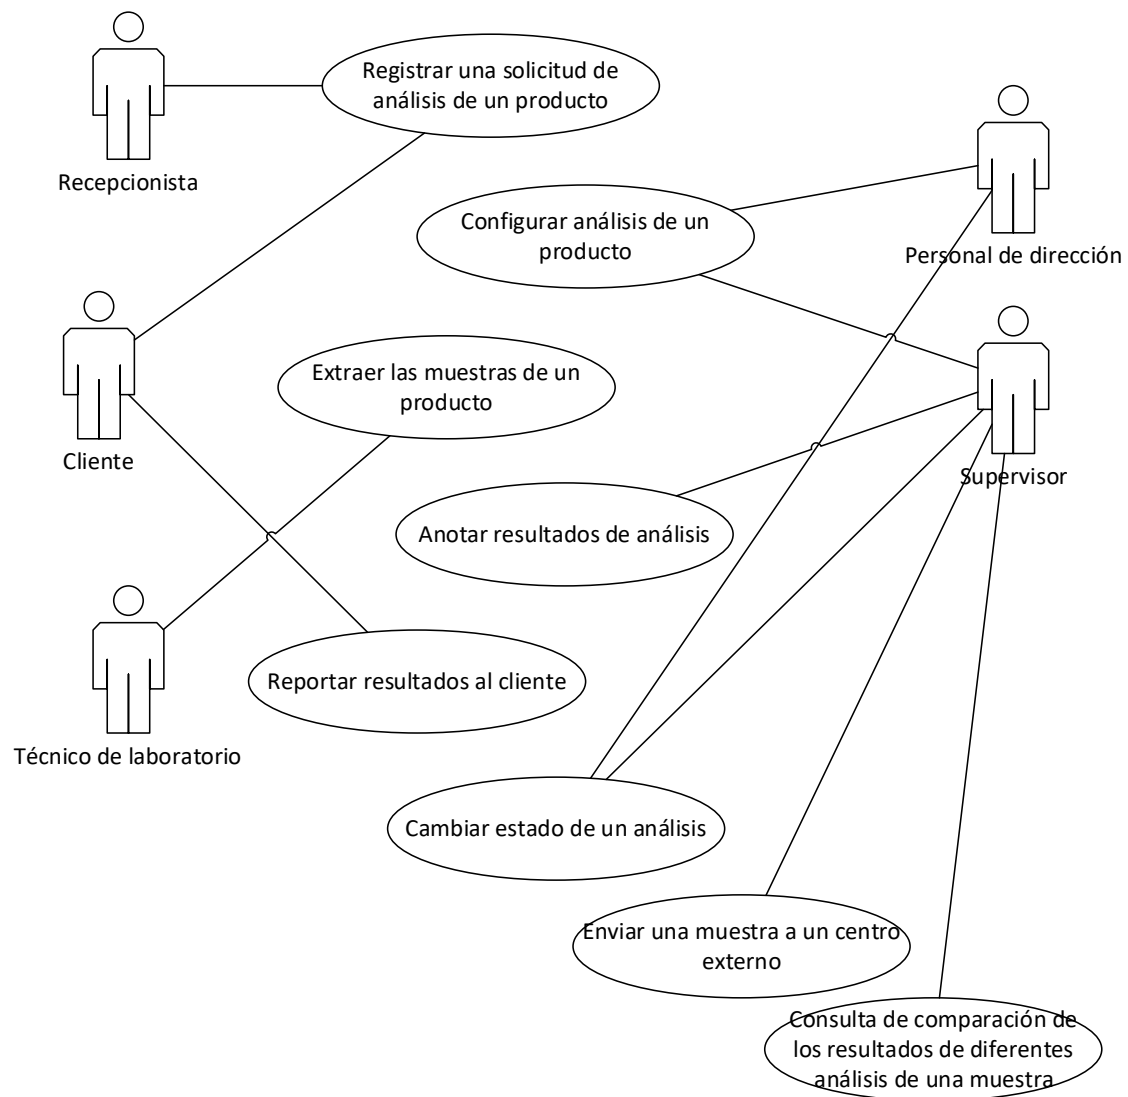 Registrar una solicitud de
análisis de un producto
Recepcionista
Configurar análisis de un
producto
Personal de dirección
Extraer las muestras de un
producto
Cliente
Supervisor
Anotar resultados de análisis
Reportar resultados al cliente
Técnico de laboratorio
Cambiar estado de un análisis
Enviar una muestra a un centro
externo
Consulta de comparación de
los resultados de diferentes
análisis de una muestra